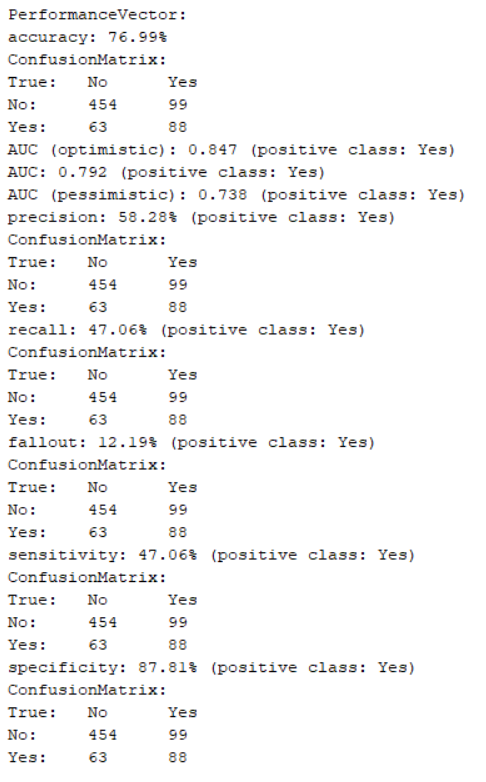 PerformanceVector:
accuracy: 76.99%
ConfusionMatrix:
True: No Yes
No: 454 99
Yes: 63 88
AUC (optimistic): 0.847 (positive class: Yes)
AUC: 0.792 (positive class: Yes)
AUC (pessimistic): 0.738 (positive class: Yes)
precision: 58.28% (positive class: Yes)
ConfusionMatrix:
True: No Yes
No: 454 99
Yes: 63 88
recall: 47.06% (positive class: Yes)
ConfusionMatrix:
True: No Yes
No: 454 99
Yes: 63 88
fallout: 12.19% (positive class: Yes)
ConfusionMatrix:
True: No Yes
No: 454 99
Yes: 63 88
sensitivity: 47.06% (positive class: Yes)
ConfusionMatrix:
True: No Yes
No: 454 99
Yes: 63 88
specificity: 87.81% (positive class: Yes)
ConfusionMatrix:
True: No Yes
No: 454 99
Yes: 63 88